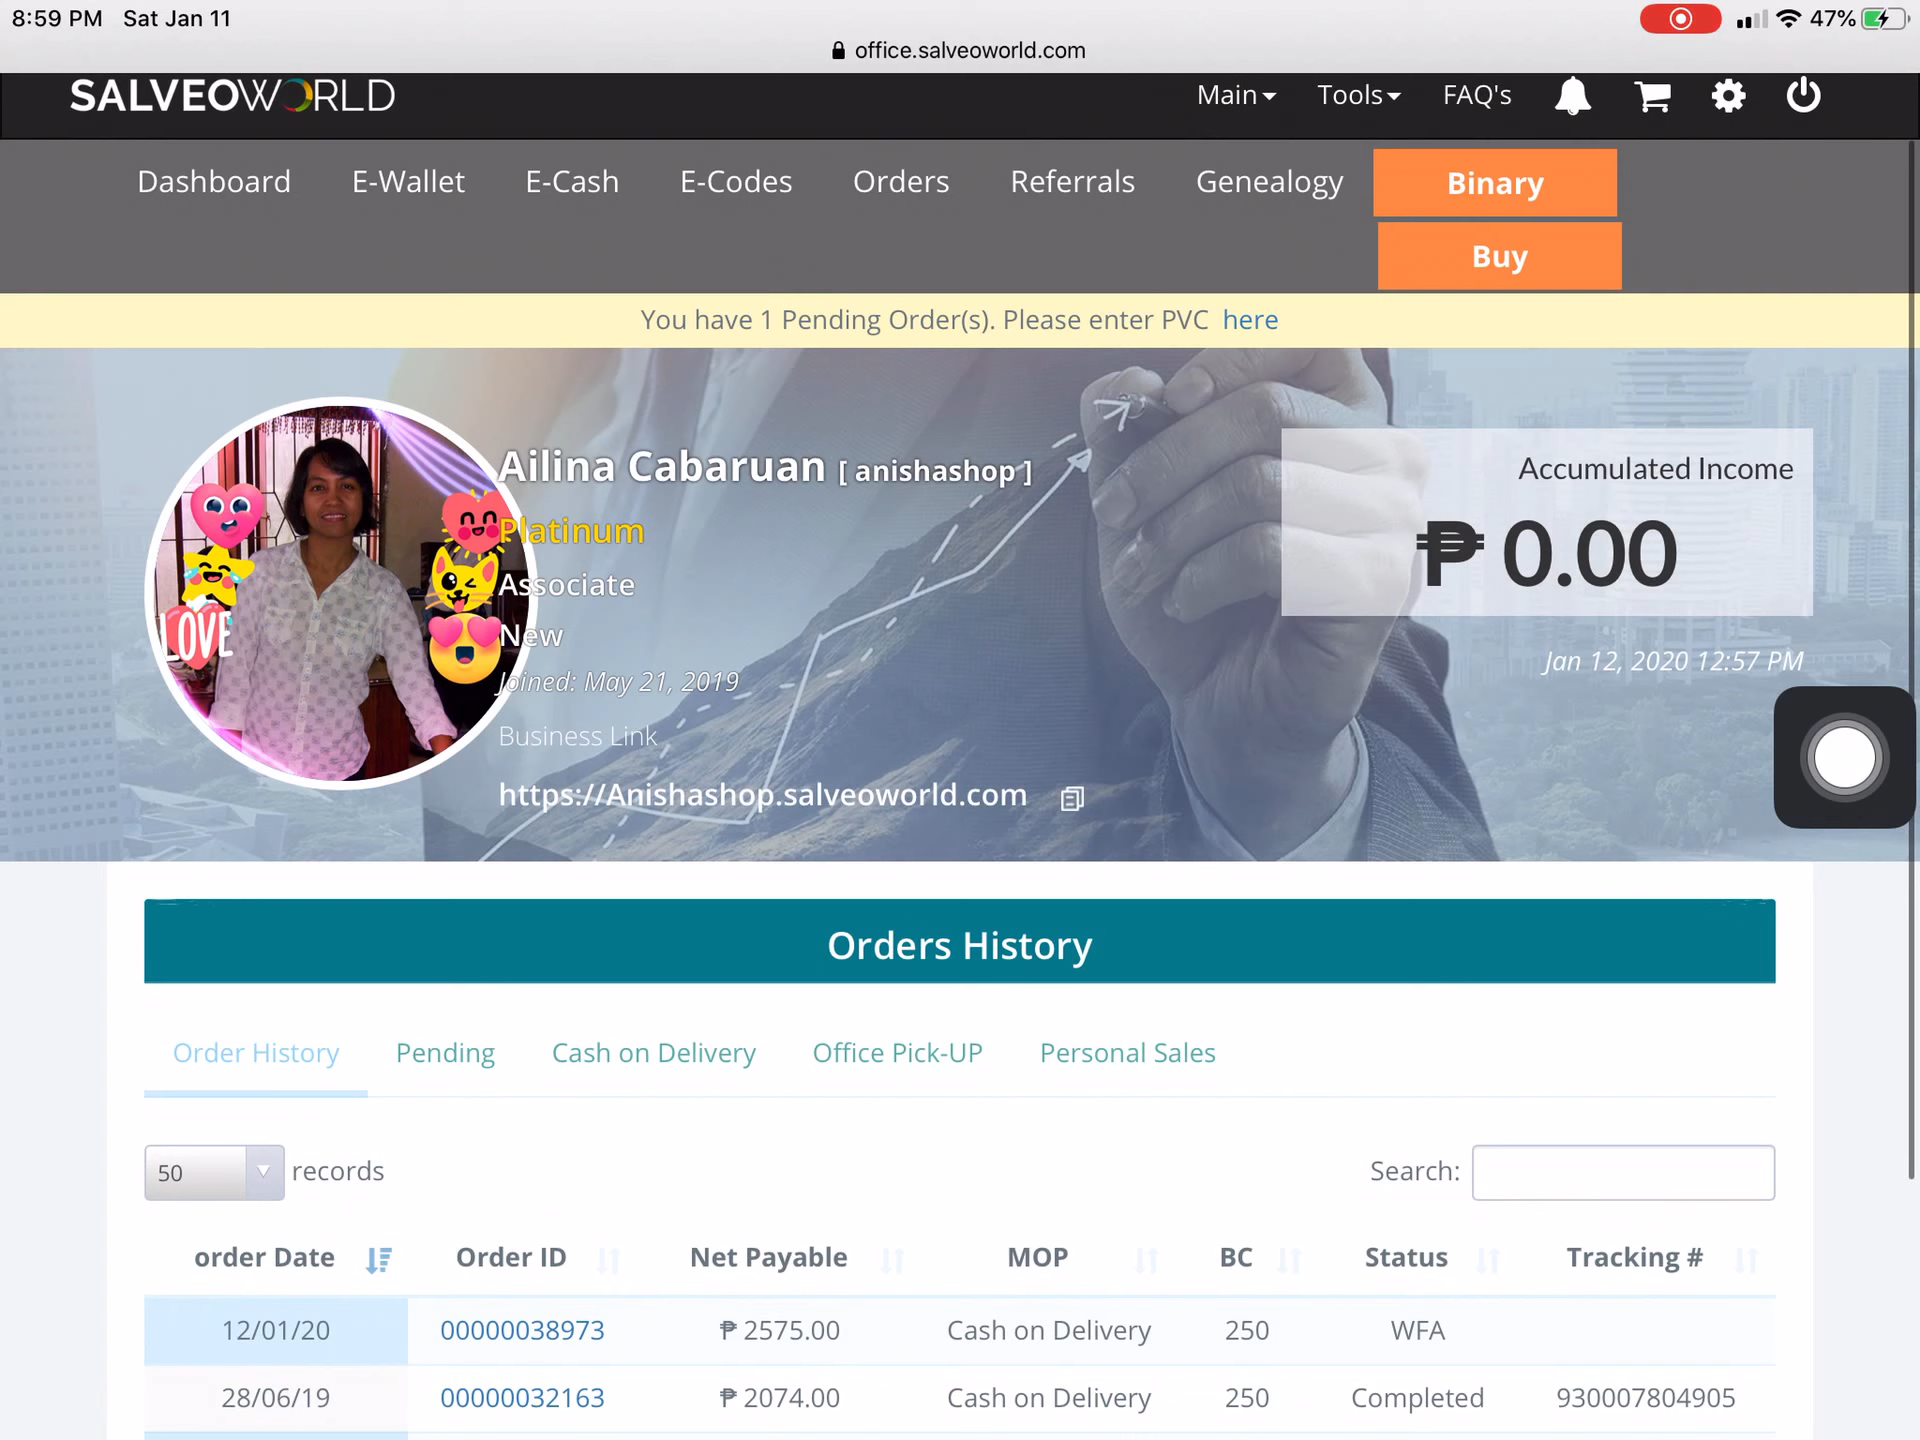 8:59 PM Sat Jan 11 47%
office.salveoworld.com
SALVEOWORLD Main Tools FAQ's
Dashboard E-Wallet E-Cash E-Codes Orders Referrals Genealogy Binary
Buy
You have 1 Pending Order(s). Please enter PVC here
Ailina Cabaruan [ anishashop ]
Platinum
Associate
New
Joined: May 21, 2019
Business Link
https://Anishashop.salveoworld.com
LOVE
Accumulated Income
₱ 0.00
Jan 12, 2020 12:57 PM
Orders History
Order History Pending Cash on Delivery Office Pick-UP Personal Sales
50 records Search:
order Date Order ID Net Payable MOP BC Status Tracking #
12/01/20 00000038973 ₱ 2575.00 Cash on Delivery 250 WFA
28/06/19 00000032163 ₱ 2074.00 Cash on Delivery 250 Completed 930007804905